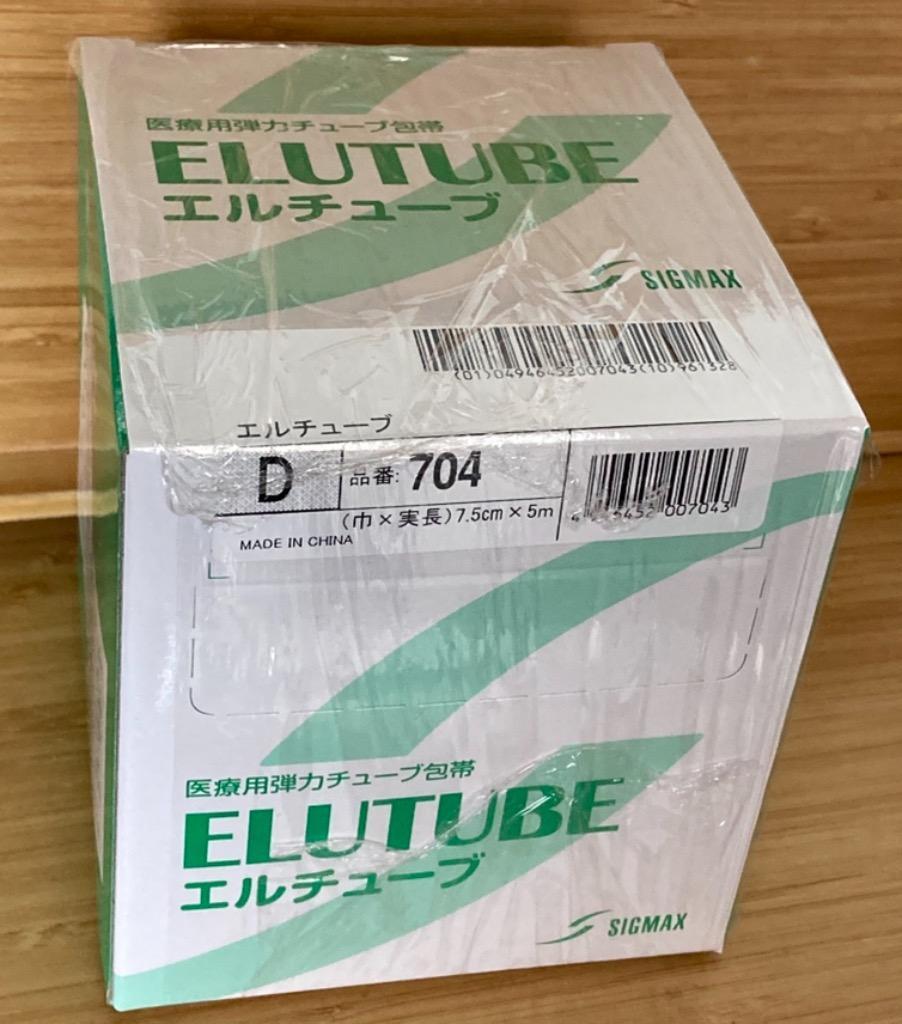 医療用弾力チューブ包帯
ELUTUBE
エルチューブ
SIGMAX
(01)04946452007043(10)961328
エルチューブ
D
品番: 704
(巾×実長) 7.5cm×5m
MADE IN CHINA
6452 007043
医療用弾力チューブ包帯
ELUTUBE
エルチューブ
SIGMAX